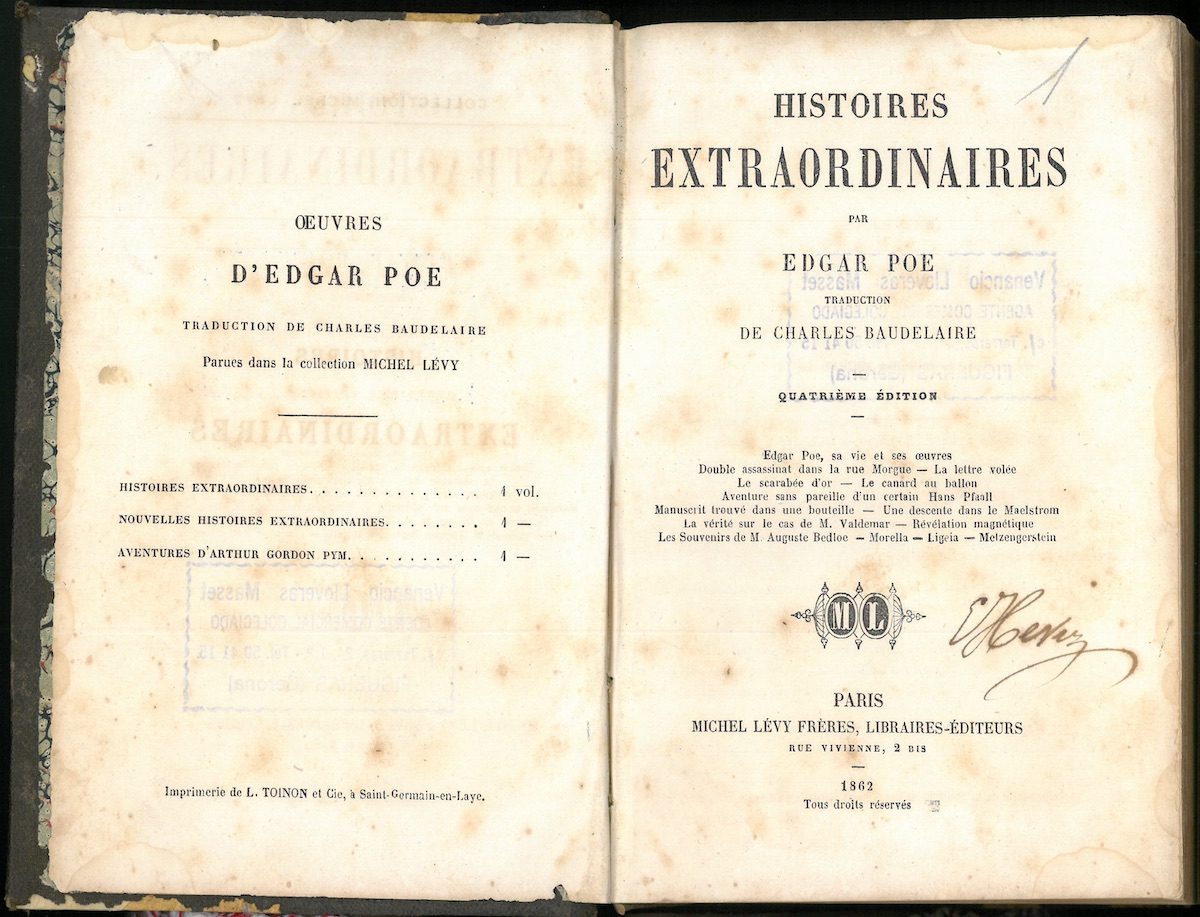 ŒUVRES
D'EDGAR POE
TRADUCTION DE CHARLES BAUDELAIRE
Parues dans la collection MICHEL LÉVY
HISTOIRES EXTRAORDINAIRES. . . . . . . . . . . . . . . 1 vol.
NOUVELLES HISTOIRES EXTRAORDINAIRES. . . . . . . . 1 —
AVENTURES D'ARTHUR GORDON PYM. . . . . . . . . . . . 1 —
Venancio Lloveras Masset
AGENTE COMERCIAL COLEGIADO
FIGUERAS (Gerona)
Imprimerie de L. TOINON et Cie, à Saint-Germain-en-Laye.
1
HISTOIRES
EXTRAORDINAIRES
PAR
EDGAR POE
TRADUCTION
DE CHARLES BAUDELAIRE
QUATRIÈME ÉDITION
Venancio Lloveras Masset
Edgar Poe, sa vie et ses œuvres
Double assassinat dans la rue Morgue — La lettre volée
Le scarabée d'or — Le canard au ballon
Aventure sans pareille d'un certain Hans Pfaall
Manuscrit trouvé dans une bouteille — Une descente dans le Maelstrom
La vérité sur le cas de M. Valdemar — Révélation magnétique
Les Souvenirs de M. Auguste Bedloe — Morella — Ligeia — Metzengerstein
ML
PARIS
MICHEL LÉVY FRÈRES, LIBRAIRES-ÉDITEURS
RUE VIVIENNE, 2 BIS
1862
Tous droits réservés